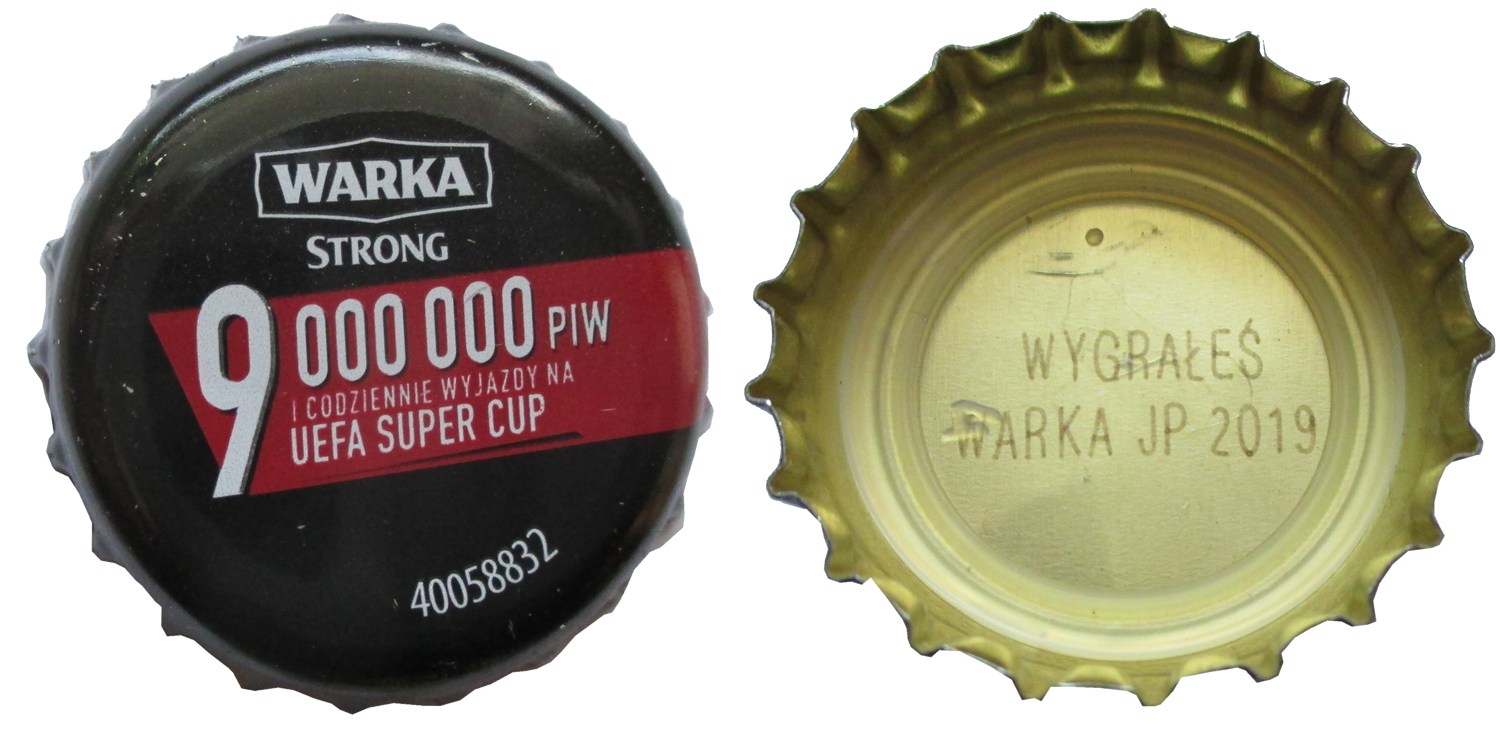 WARKA
STRONG
9 000 000 PIW
I CODZIENNIE WYJAZDY NA
UEFA SUPER CUP
40058832
WYGRAŁEŚ
WARKA JP 2019